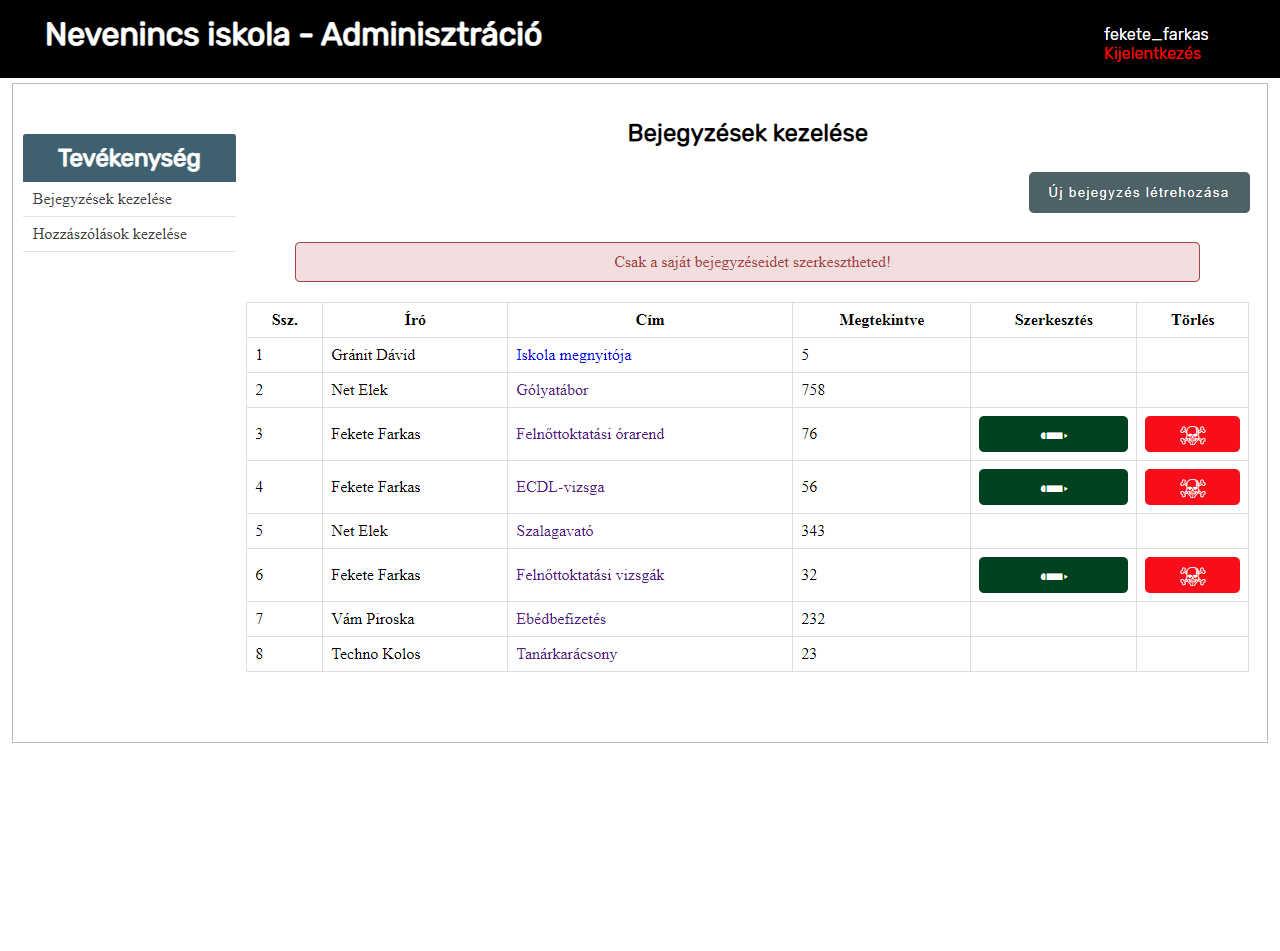 Nevenincs iskola - Adminisztráció
fekete_farkas
Kijelentkezés
Tevékenység
Bejegyzések kezelése
Hozzászólások kezelése
Bejegyzések kezelése
Új bejegyzés létrehozása
Csak a saját bejegyzéseidet szerkesztheted!
Ssz. Író Cím Megtekintve Szerkesztés Törlés
1 Gránit Dávid Iskola megnyitója 5
2 Net Elek Gólyatábor 758
3 Fekete Farkas Felnőttoktatási órarend 76
4 Fekete Farkas ECDL-vizsga 56
5 Net Elek Szalagavató 343
6 Fekete Farkas Felnőttoktatási vizsgák 32
7 Vám Piroska Ebédbefizetés 232
8 Techno Kolos Tanárkarácsony 23